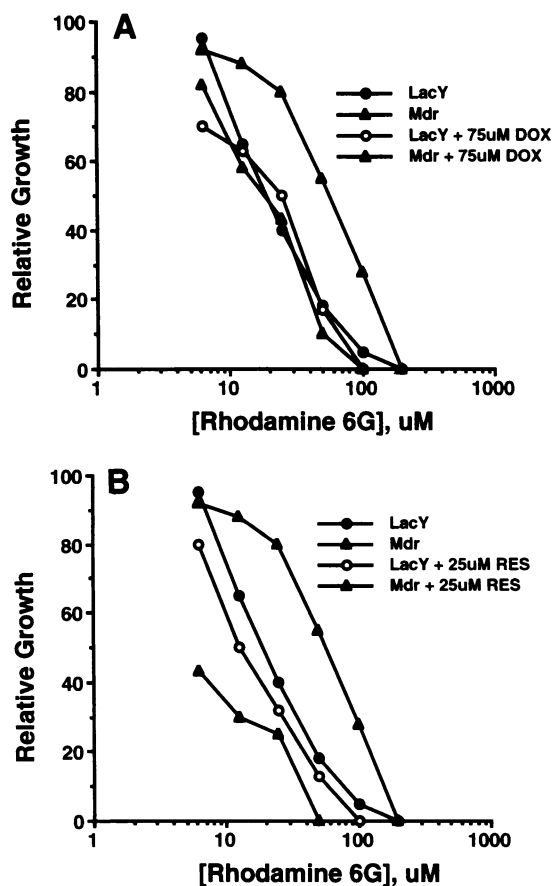 A
100
80
60
40
20
0
Relative Growth
LacY
Mdr
LacY + 75uM DOX
Mdr + 75uM DOX
1 10 100 1000
[Rhodamine 6G], uM
B
100
80
60
40
20
0
Relative Growth
LacY
Mdr
LacY + 25uM RES
Mdr + 25uM RES
1 10 100 1000
[Rhodamine 6G], uM